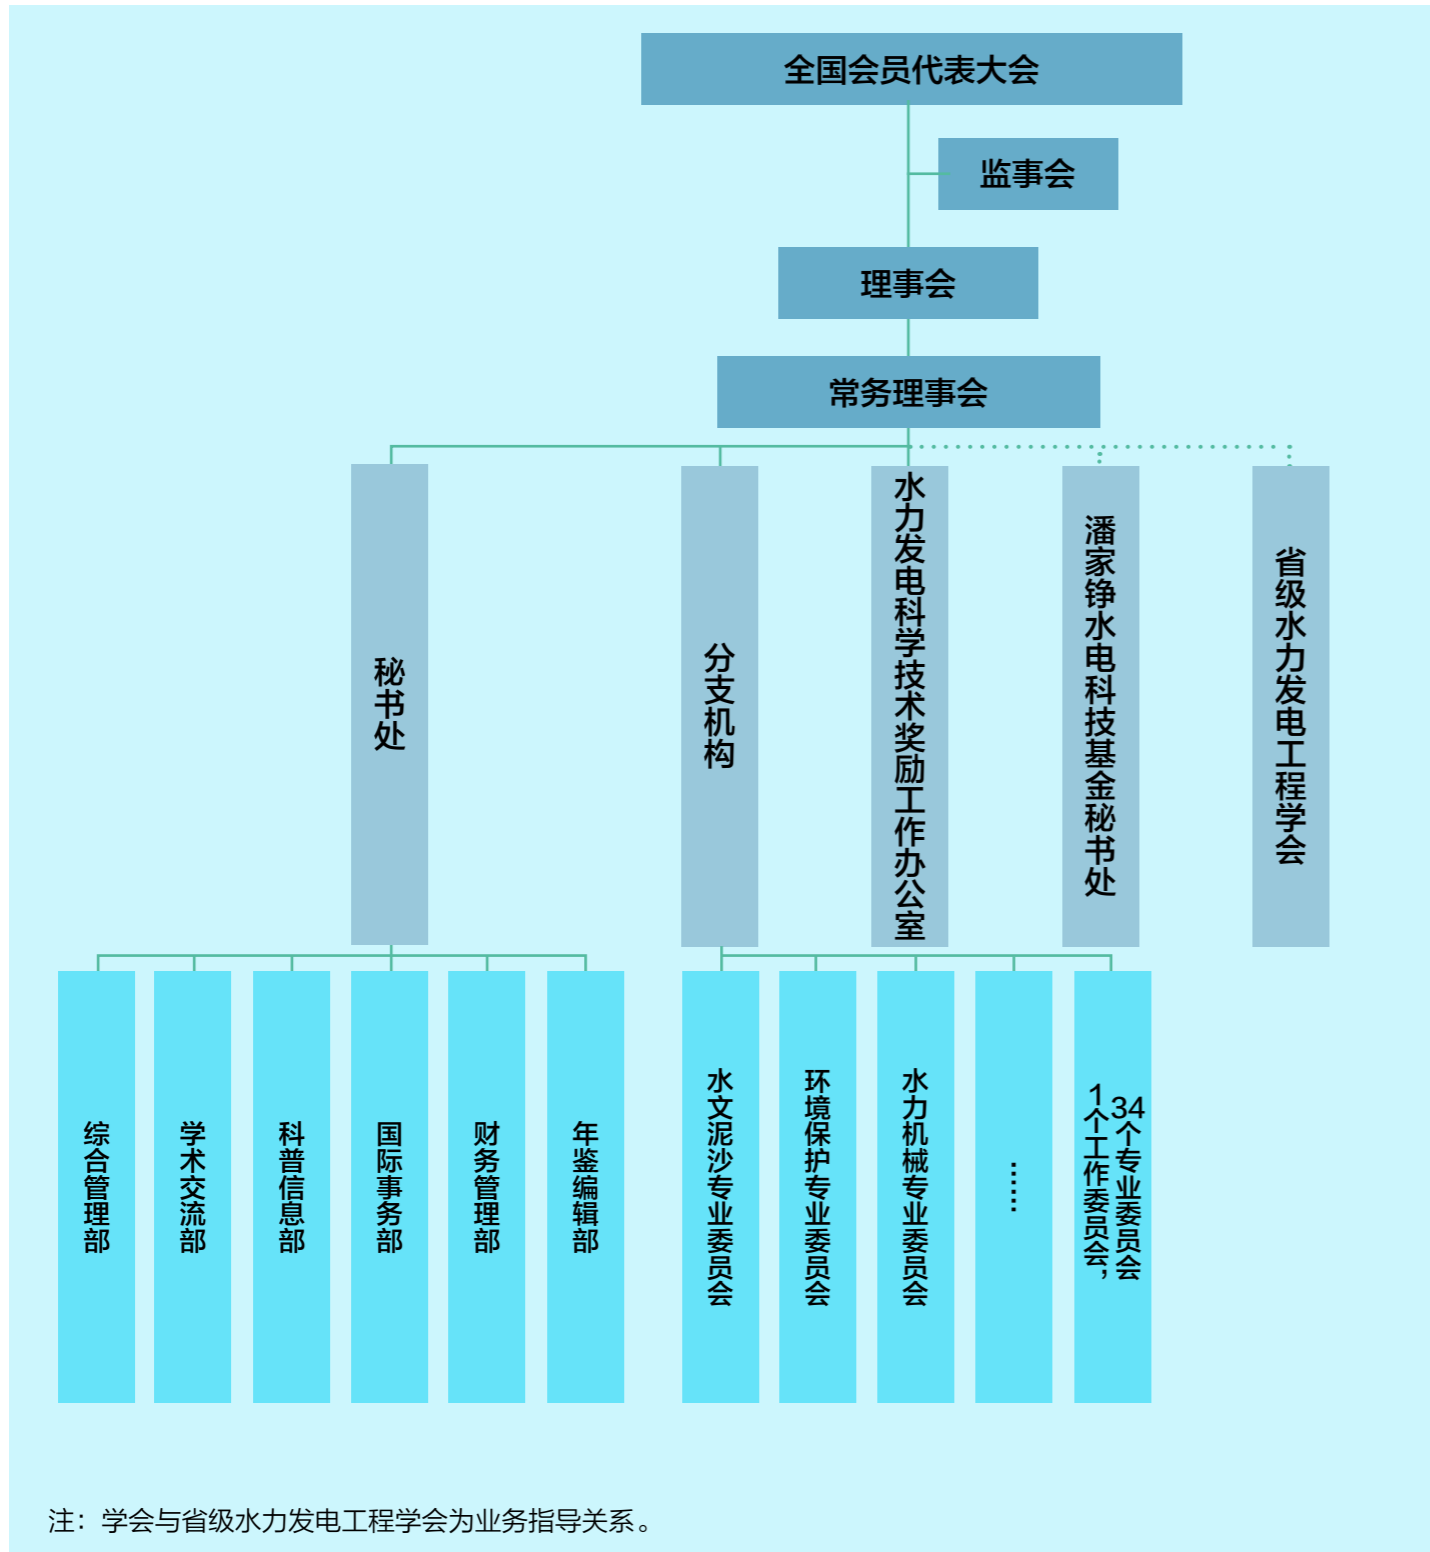 全国会员代表大会
监事会
理事会
常务理事会
秘书处
分支机构
水力发电科学技术奖励工作办公室
潘家铮水电科技基金秘书处
省级水力发电工程学会
综合管理部
学术交流部
科普信息部
国际事务部
财务管理部
年鉴编辑部
水文泥沙专业委员会
环境保护专业委员会
水力机械专业委员会
……
1个工作委员会，
34个专业委员会
注：学会与省级水力发电工程学会为业务指导关系。